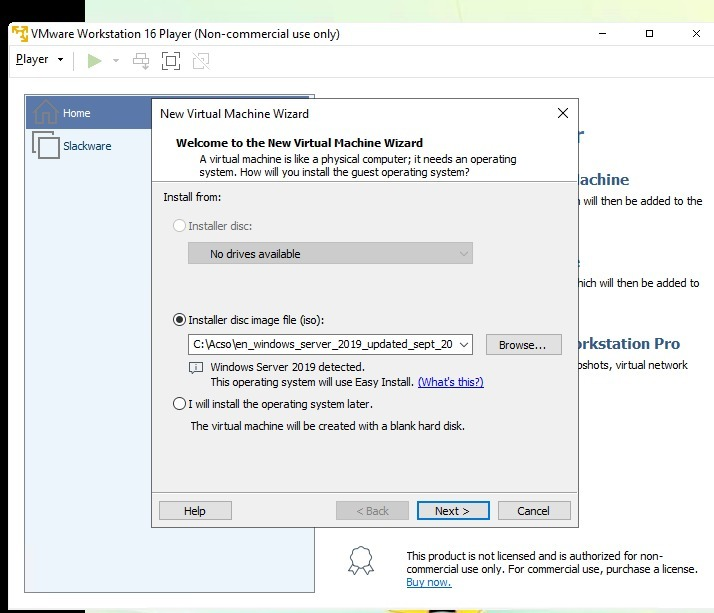 VMware Workstation 16 Player (Non-commercial use only)
Player
Home
Slackware
New Virtual Machine Wizard
Welcome to the New Virtual Machine Wizard
A virtual machine is like a physical computer; it needs an operating
system. How will you install the guest operating system?
Install from:
Installer disc:
No drives available
Installer disc image file (iso):
C:\Acso\en_windows_server_2019_updated_sept_20
Browse...
Windows Server 2019 detected.
This operating system will use Easy Install. (What's this?)
I will install the operating system later.
The virtual machine will be created with a blank hard disk.
Help
< Back
Next >
Cancel
will then be added to the
which will then be added to
Workstation Pro
pshots, virtual network
This product is not licensed and is authorized for non-
commercial use only. For commercial use, purchase a license.
Buy now.